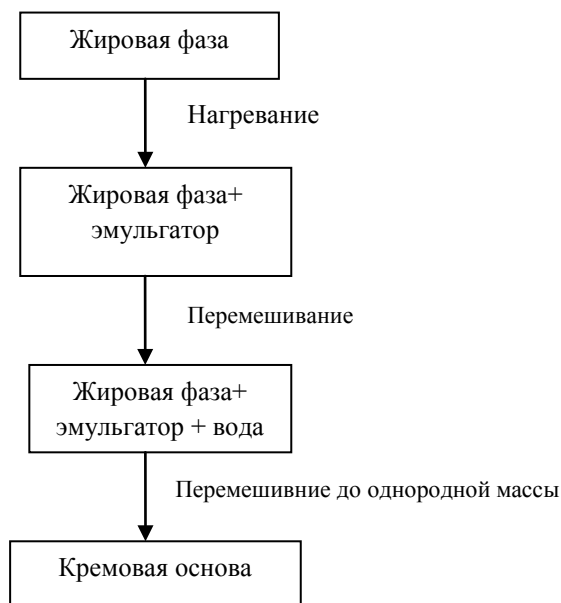 Жировая фаза
Нагревание
Жировая фаза+
эмульгатор
Перемешивание
Жировая фаза+
эмульгатор + вода
Перемешивние до однородной массы
Кремовая основа